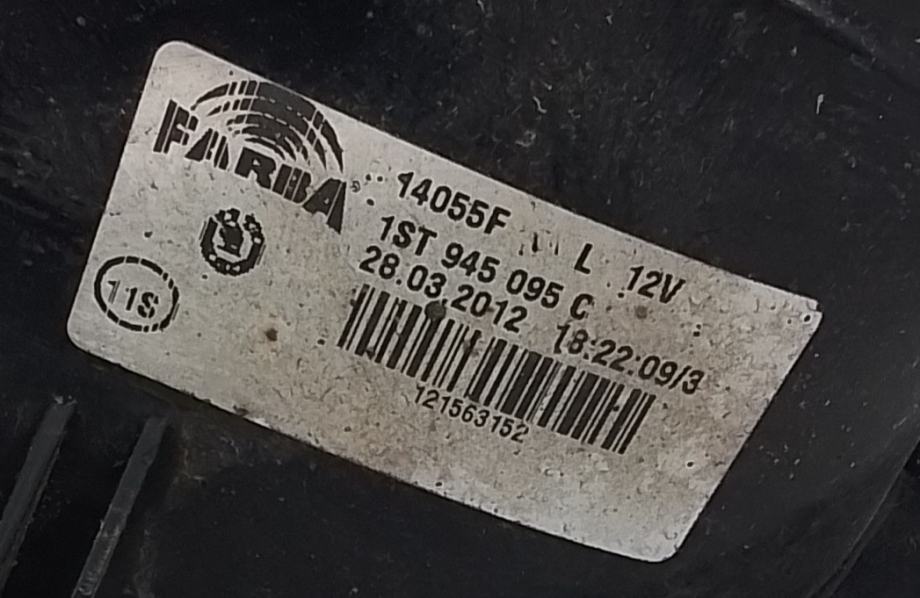 FARBA
14055F L 12V
1ST 945 095 C
28.03.2012 18:22:09/3
11S
121563152